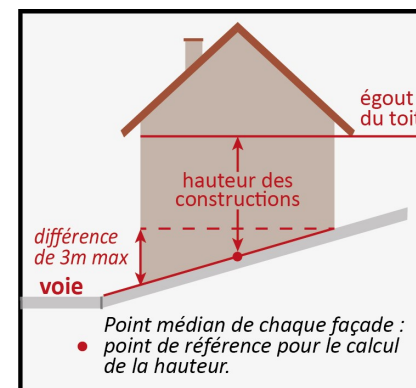 égout
du toit
hauteur des
constructions
différence
de 3m max
voie
Point médian de chaque façade :
point de référence pour le calcul
de la hauteur.